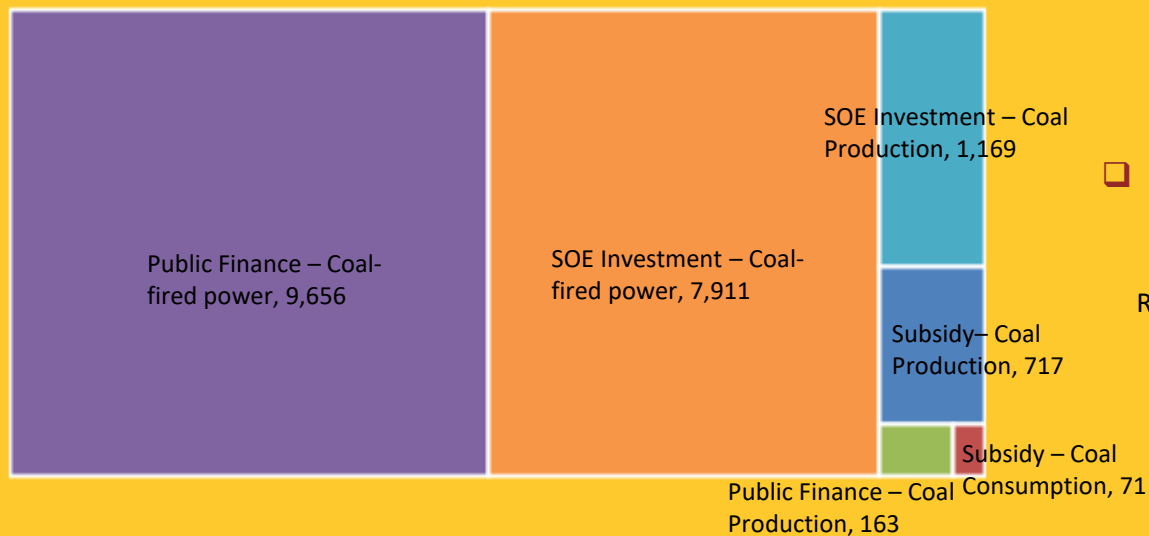 Public Finance – Coal-
fired power, 9,656
SOE Investment – Coal-
fired power, 7,911
SOE Investment – Coal
Production, 1,169
Subsidy– Coal
Production, 717
Public Finance – Coal
Production, 163
Subsidy – Coal
Consumption, 71
R